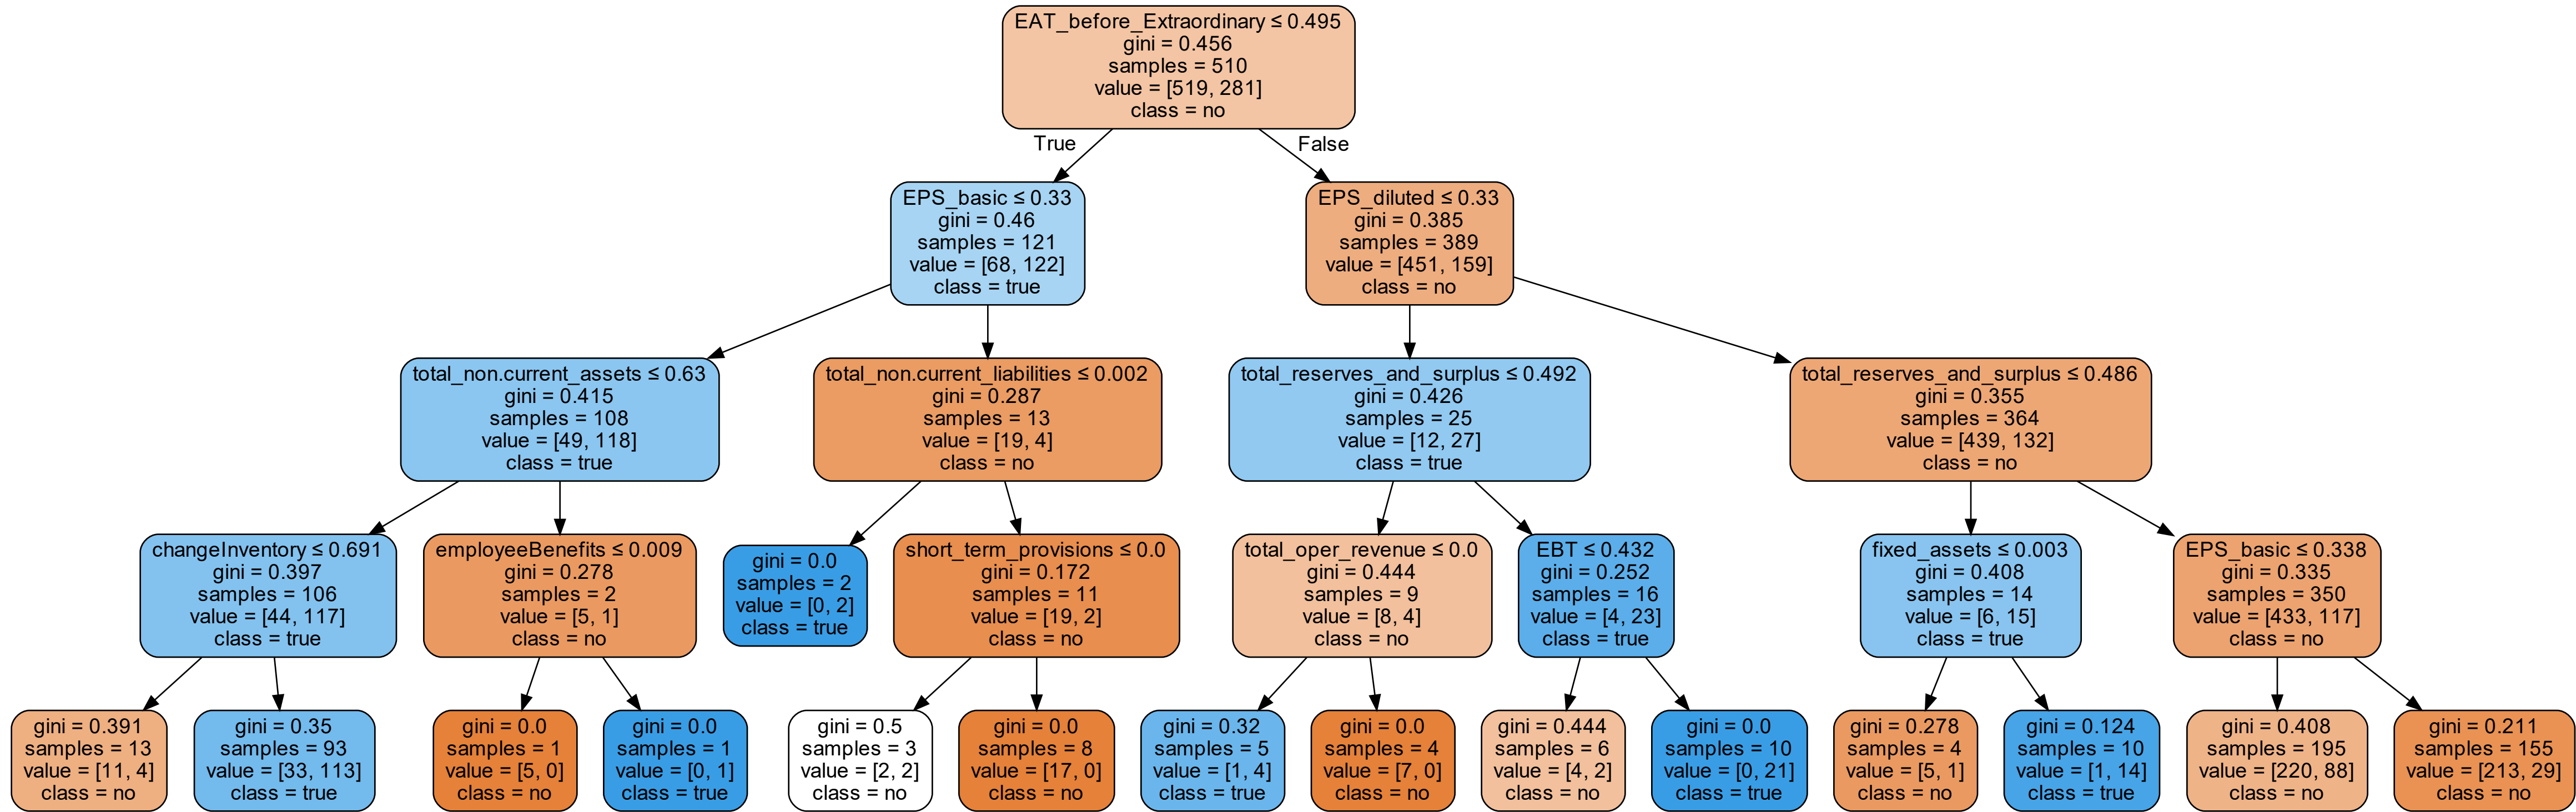 EAT_before_Extraordinary ≤ 0.495
gini = 0.456
samples = 510
value = [519, 281]
class = no
True
False
EPS_basic ≤ 0.33
gini = 0.46
samples = 121
value = [68, 122]
class = true
EPS_diluted ≤ 0.33
gini = 0.385
samples = 389
value = [451, 159]
class = no
total_non.current_assets ≤ 0.63
gini = 0.415
samples = 108
value = [49, 118]
class = true
total_non.current_liabilities ≤ 0.002
gini = 0.287
samples = 13
value = [19, 4]
class = no
total_reserves_and_surplus ≤ 0.492
gini = 0.426
samples = 25
value = [12, 27]
class = true
total_reserves_and_surplus ≤ 0.486
gini = 0.355
samples = 364
value = [439, 132]
class = no
changeInventory ≤ 0.691
gini = 0.397
samples = 106
value = [44, 117]
class = true
employeeBenefits ≤ 0.009
gini = 0.278
samples = 2
value = [5, 1]
class = no
gini = 0.0
samples = 2
value = [0, 2]
class = true
short_term_provisions ≤ 0.0
gini = 0.172
samples = 11
value = [19, 2]
class = no
total_oper_revenue ≤ 0.0
gini = 0.444
samples = 9
value = [8, 4]
class = no
EBT ≤ 0.432
gini = 0.252
samples = 16
value = [4, 23]
class = true
fixed_assets ≤ 0.003
gini = 0.408
samples = 14
value = [6, 15]
class = true
EPS_basic ≤ 0.338
gini = 0.335
samples = 350
value = [433, 117]
class = no
gini = 0.391
samples = 13
value = [11, 4]
class = no
gini = 0.35
samples = 93
value = [33, 113]
class = true
gini = 0.0
samples = 1
value = [5, 0]
class = no
gini = 0.0
samples = 1
value = [0, 1]
class = true
gini = 0.5
samples = 3
value = [2, 2]
class = no
gini = 0.0
samples = 8
value = [17, 0]
class = no
gini = 0.32
samples = 5
value = [1, 4]
class = true
gini = 0.0
samples = 4
value = [7, 0]
class = no
gini = 0.444
samples = 6
value = [4, 2]
class = no
gini = 0.0
samples = 10
value = [0, 21]
class = true
gini = 0.278
samples = 4
value = [5, 1]
class = no
gini = 0.124
samples = 10
value = [1, 14]
class = true
gini = 0.408
samples = 195
value = [220, 88]
class = no
gini = 0.211
samples = 155
value = [213, 29]
class = no